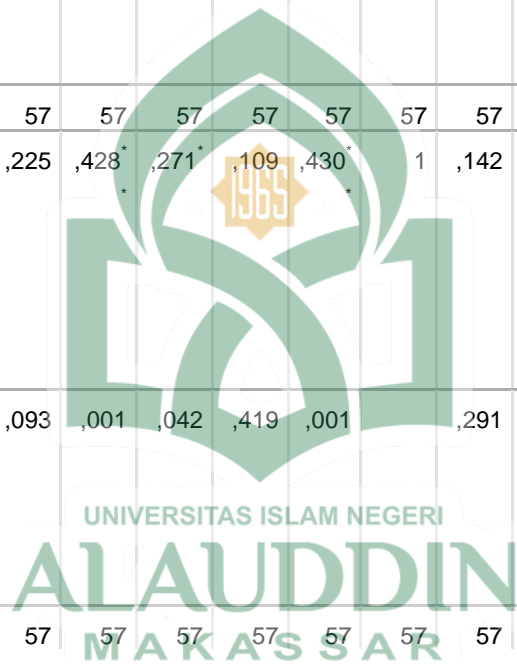 57 57 57 57 57 57 57
,225 ,428** ,271* ,109 ,430** 1 ,142
1965
,093 ,001 ,042 ,419 ,001 ,291
UNIVERSITAS ISLAM NEGERI
ALAUDDIN
57 57 57 57 57 57 57
MAKASSAR